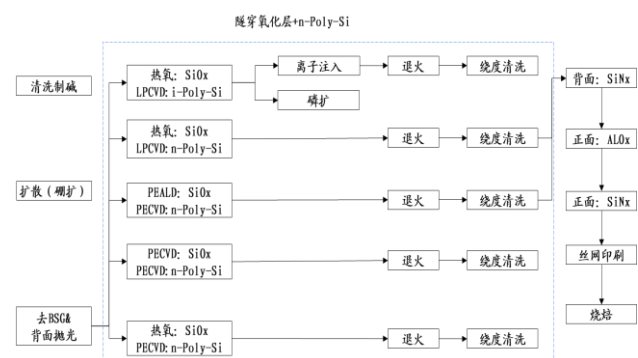 隧穿氧化层+n-Poly-Si
清洗制碱
扩散(硼扩)
去BSG&
背面抛光
热氧: SiOx
LPCVD: i-Poly-Si
离子注入
退火
绕度清洗
磷扩
热氧: SiOx
LPCVD: n-Poly-Si
退火
绕度清洗
PEALD: SiOx
PECVD: n-Poly-Si
退火
绕度清洗
PECVD: SiOx
PECVD: n-Poly-Si
退火
绕度清洗
热氧: SiOx
PECVD: n-Poly-Si
退火
绕度清洗
背面: SiNx
正面: ALOx
正面: SiNx
丝网印刷
烧焙